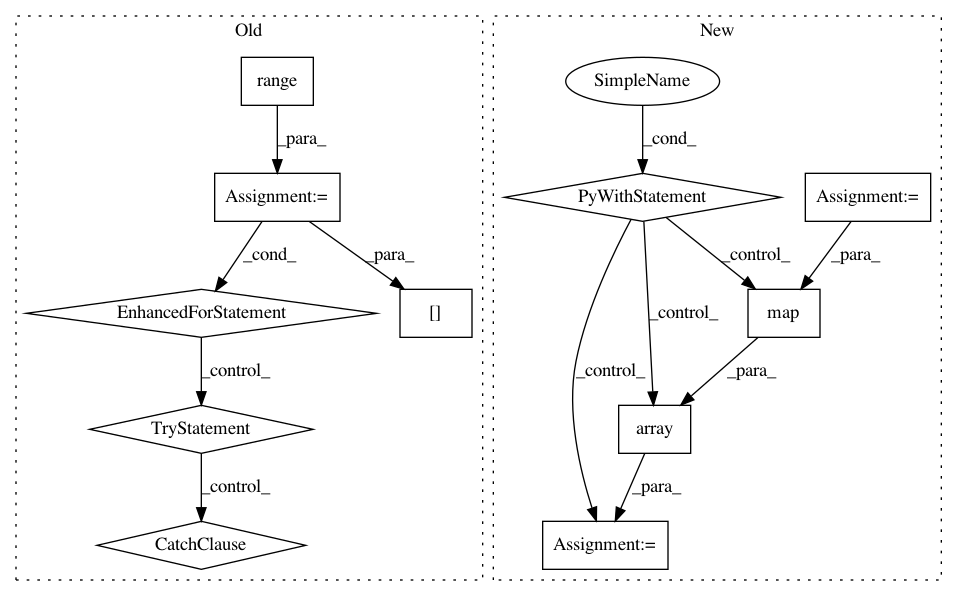 Old
New
range
SimpleName
_para_
_cond_
Assignment:=
PyWithStatement
Assignment:=
_cond_
_para_
_control_
_para_
EnhancedForStatement
[]
_control_
map
_control_
_control_
_para_
TryStatement
array
_control_
_para_
CatchClause
Assignment:=